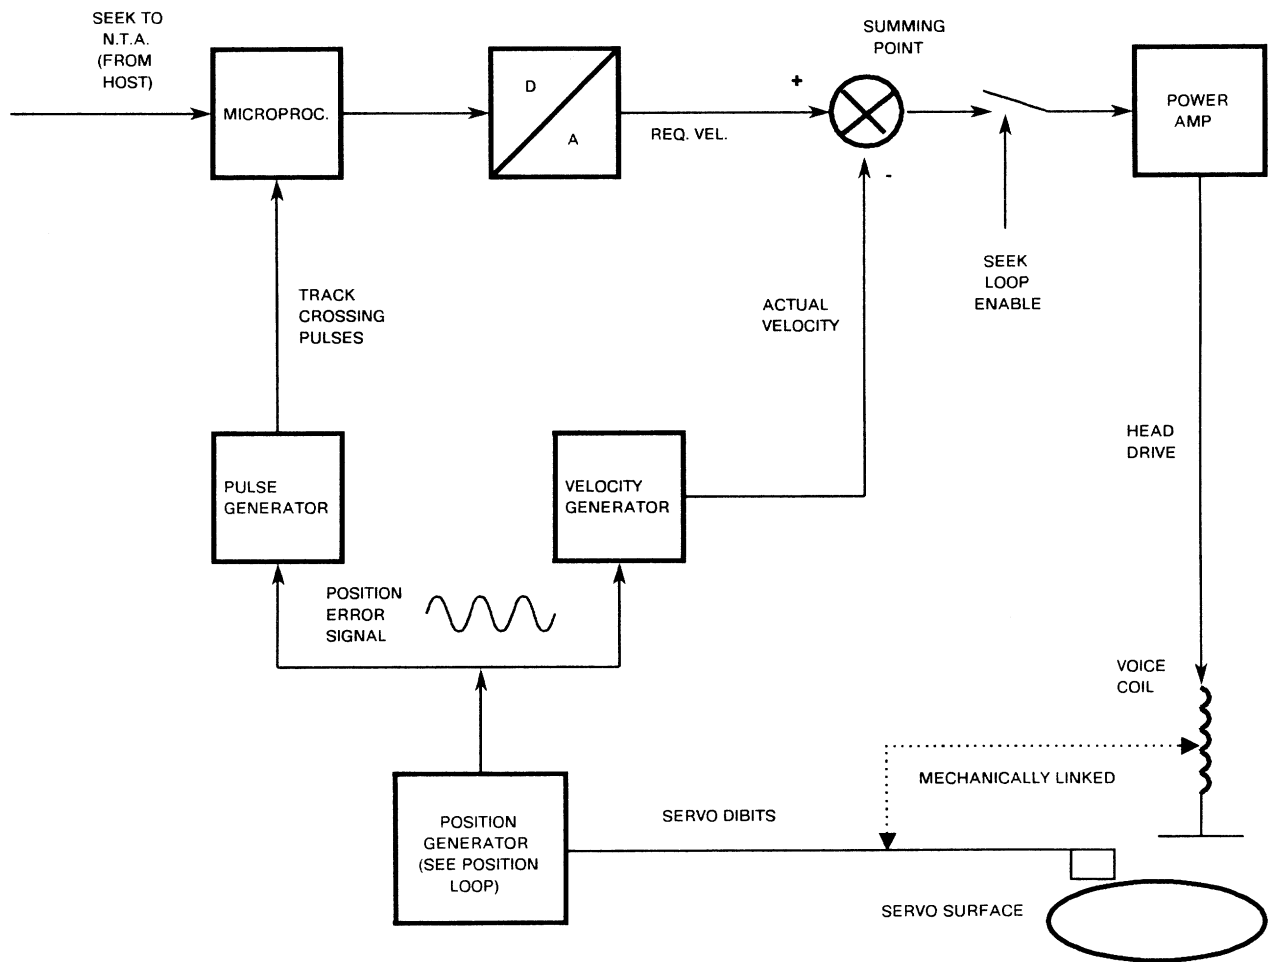 SEEK TO
N.T.A.
(FROM
HOST)
MICROPROC.
D
A
REQ. VEL.
+
SUMMING
POINT
-
POWER
AMP
SEEK
LOOP
ENABLE
TRACK
CROSSING
PULSES
ACTUAL
VELOCITY
HEAD
DRIVE
PULSE
GENERATOR
VELOCITY
GENERATOR
POSITION
ERROR
SIGNAL
VOICE
COIL
MECHANICALLY LINKED
POSITION
GENERATOR
(SEE POSITION
LOOP)
SERVO DIBITS
SERVO SURFACE